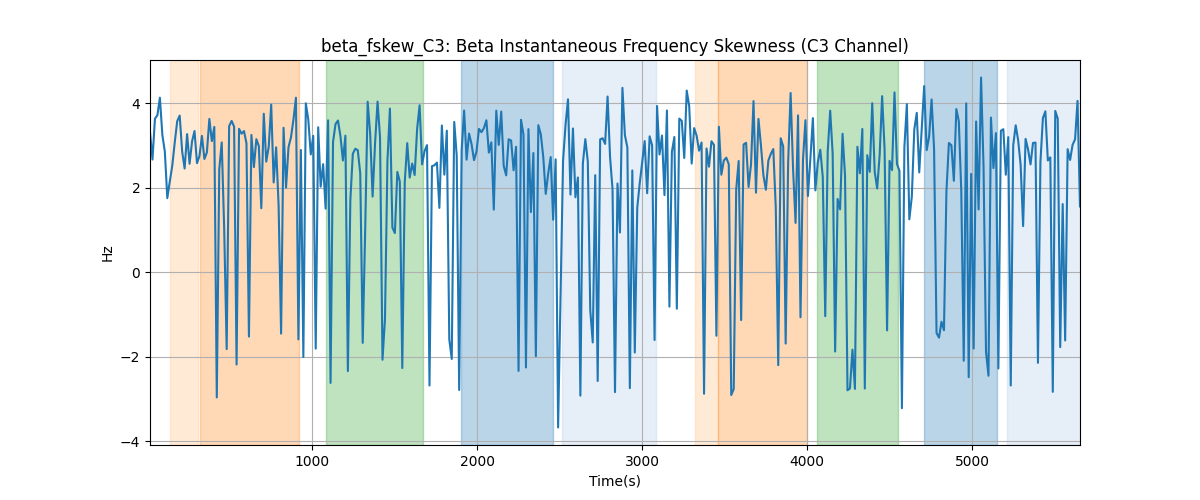 beta_fskew_C3: Beta Instantaneous Frequency Skewness (C3 Channel)
4
2
0
−2
−4
Hz
1000 2000 3000 4000 5000
Time(s)